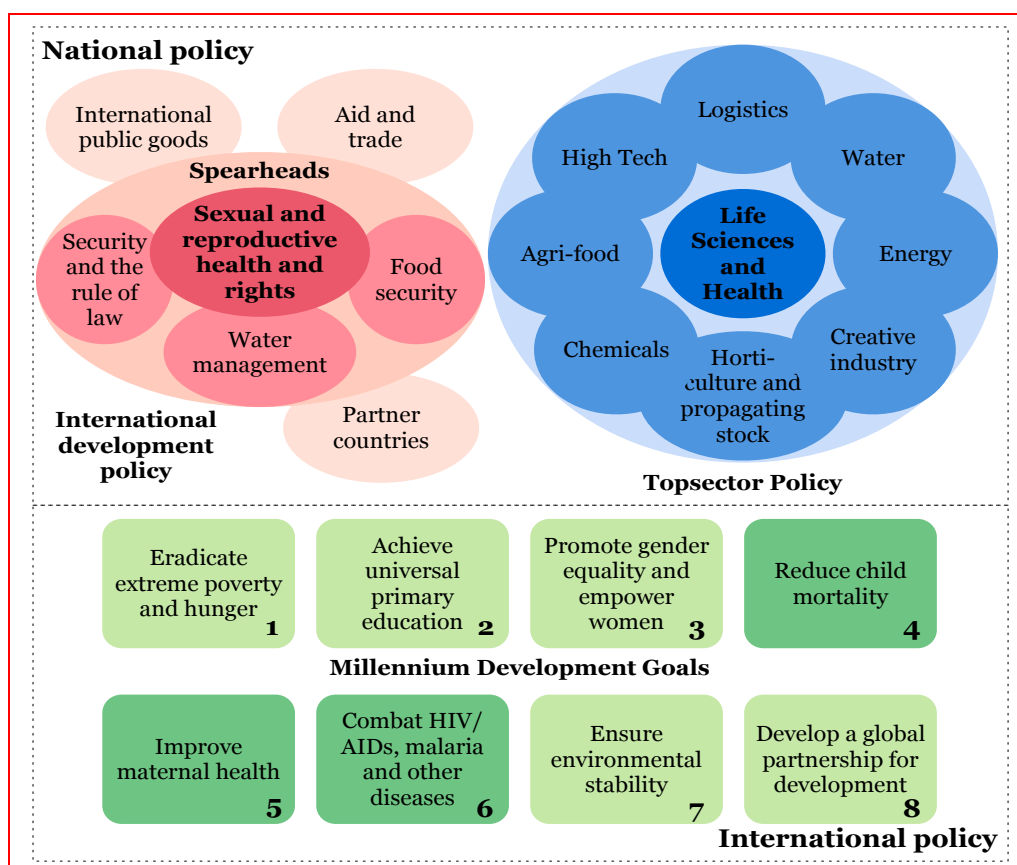 National policy
International
public goods
Aid and
trade
Spearheads
Sexual and
reproductive
health and
rights
Security
and the
rule of
law
Food
security
Water
management
International
development
policy
Partner
countries
Logistics
High Tech
Water
Life
Sciences
and
Health
Agri-food
Energy
Chemicals
Creative
industry
Horti-
culture and
propagating
stock
Topsector Policy
Eradicate
extreme poverty
and hunger
1
Achieve
universal
primary
education
2
Promote gender
equality and
empower
women
3
Reduce child
mortality
4
Millennium Development Goals
Improve
maternal health
5
Combat HIV/
AIDs, malaria
and other
diseases
6
Ensure
environmental
stability
7
Develop a global
partnership for
development
8
International policy